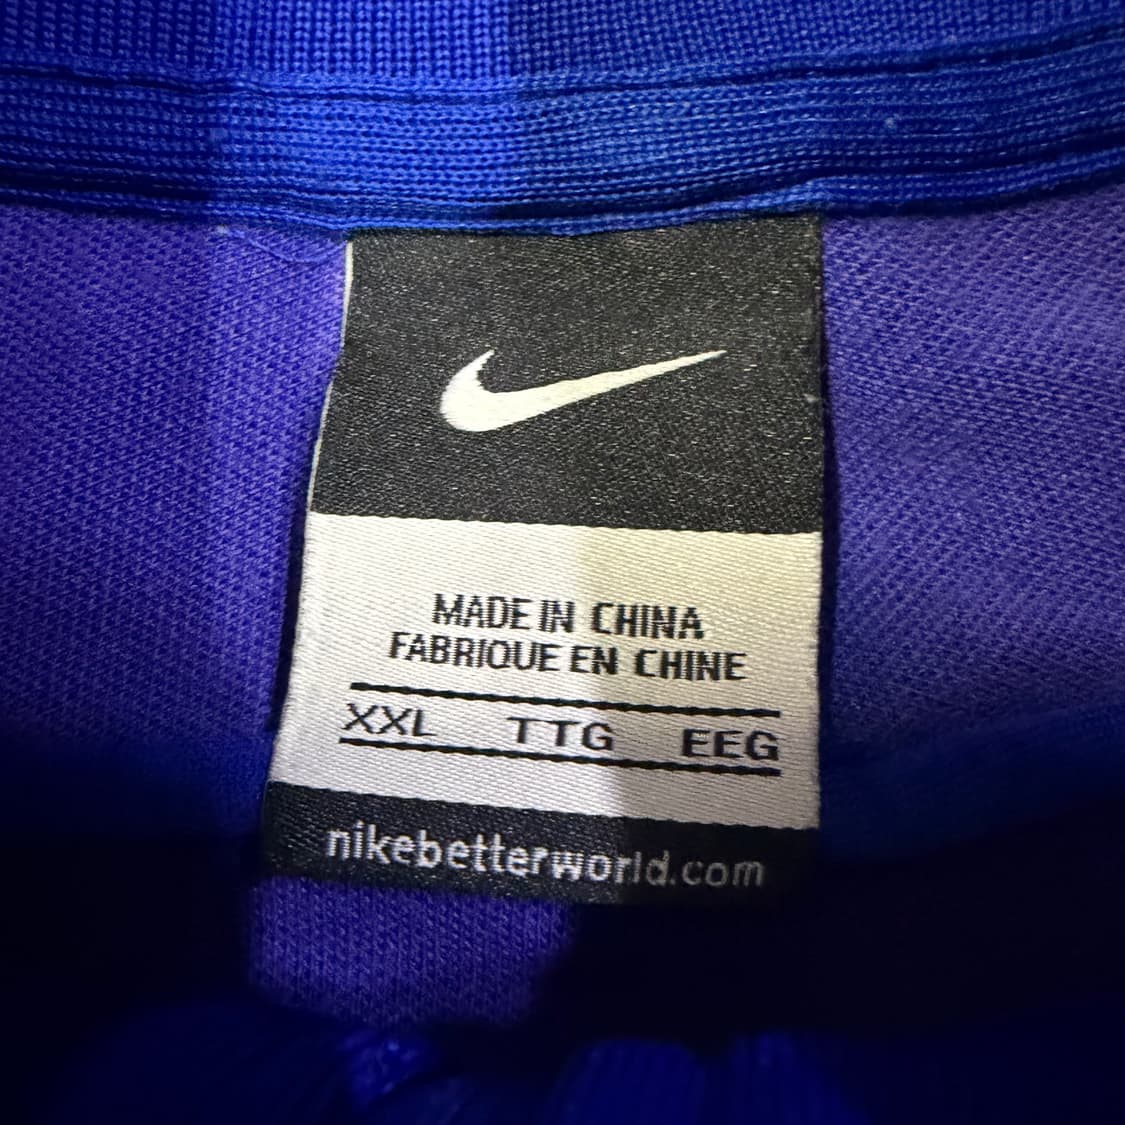 MADE IN CHINA
FABRIQUE EN CHINE
XXL TTG EEG
nikebetterworld.com